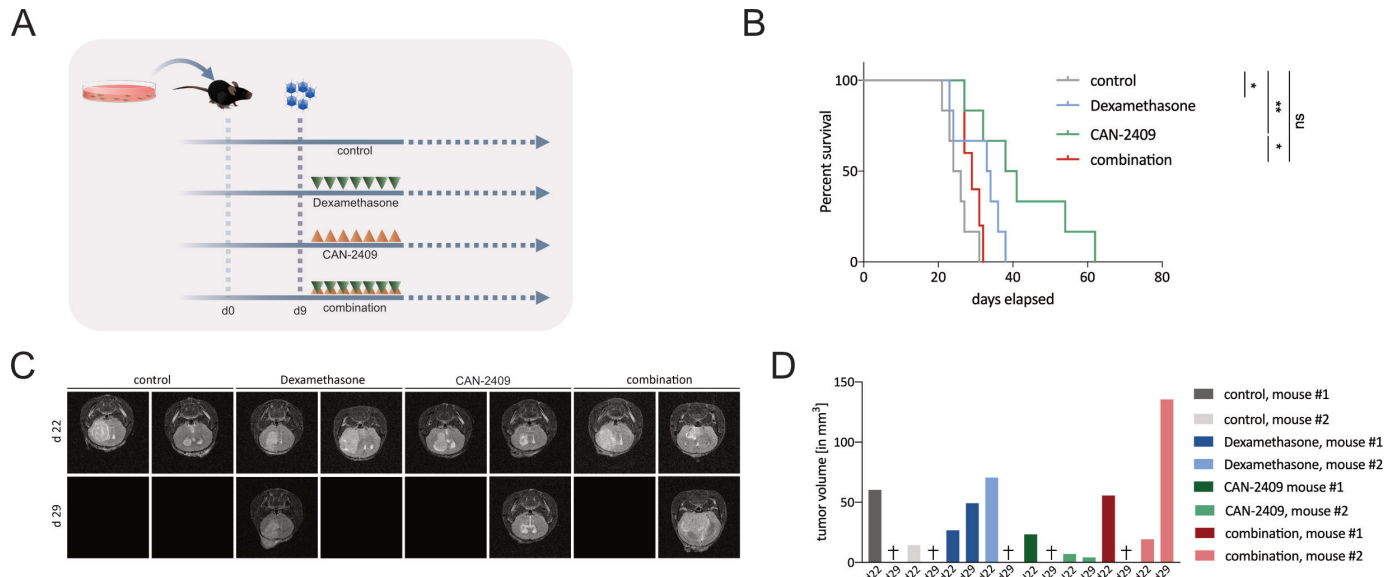 A
control
Dexamethasone
CAN-2409
combination
d0
d9
B
Percent survival
100
50
0
0
20
40
60
80
days elapsed
control
Dexamethasone
CAN-2409
combination
*
**
*
ns
C
control
Dexamethasone
CAN-2409
combination
d 22
d 29
D
tumor volume [in mm³]
150
100
50
0
† † † † †
control, mouse #1
control, mouse #2
Dexamethasone, mouse #1
Dexamethasone, mouse #2
CAN-2409 mouse #1
CAN-2409, mouse #2
combination, mouse #1
combination, mouse #2